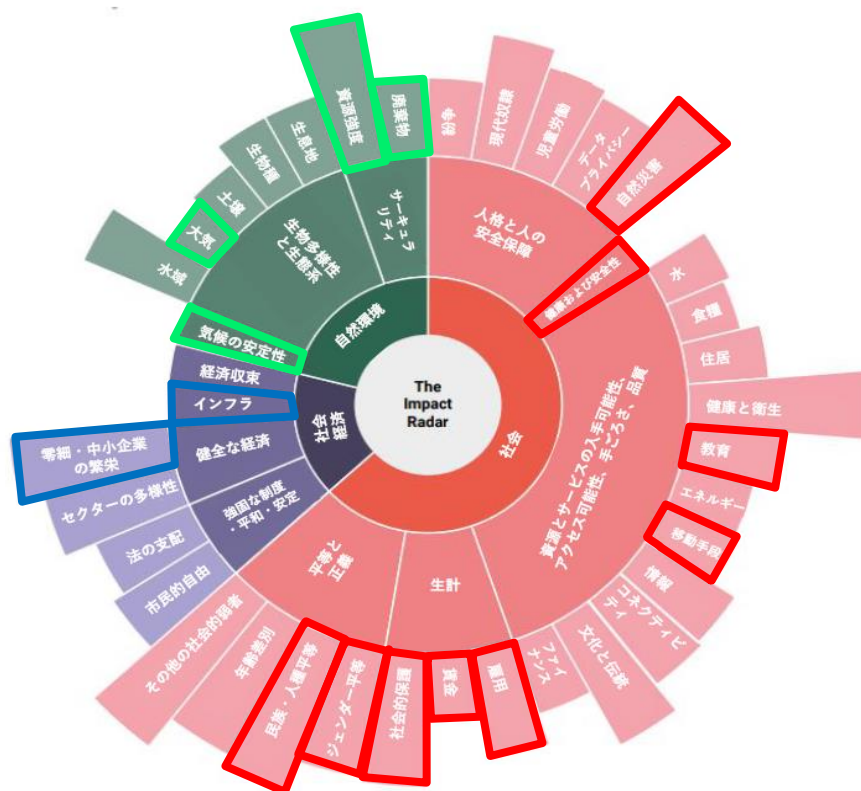 The
Impact
Radar
社会
自然環境
社会
経済
人格と人の
安全保障
紛争
現代奴隷
児童労働
データ
プライバシー
自然災害
健康および安全性
資源とサービスの入手可能性、
アクセス可能性、手ごろさ、品質
水
食糧
住居
健康と衛生
教育
エネルギー
移動手段
情報
コネクティビ
ティ
文化と伝統
ファイ
ナンス
生計
雇用
賃金
社会的保護
平等と
正義
ジェンダー平等
民族・人種平等
年齢差別
その他の社会的弱者
強固な制度
・平和・安定
市民的自由
法の支配
健全な経済
セクターの多様性
零細・中小企業
の繁栄
インフラ
経済収束
気候の安定性
生物多様性
と生態系
水域
大気
土壌
生物種
生息地
サーキュラ
リティ
資源強度
廃棄物